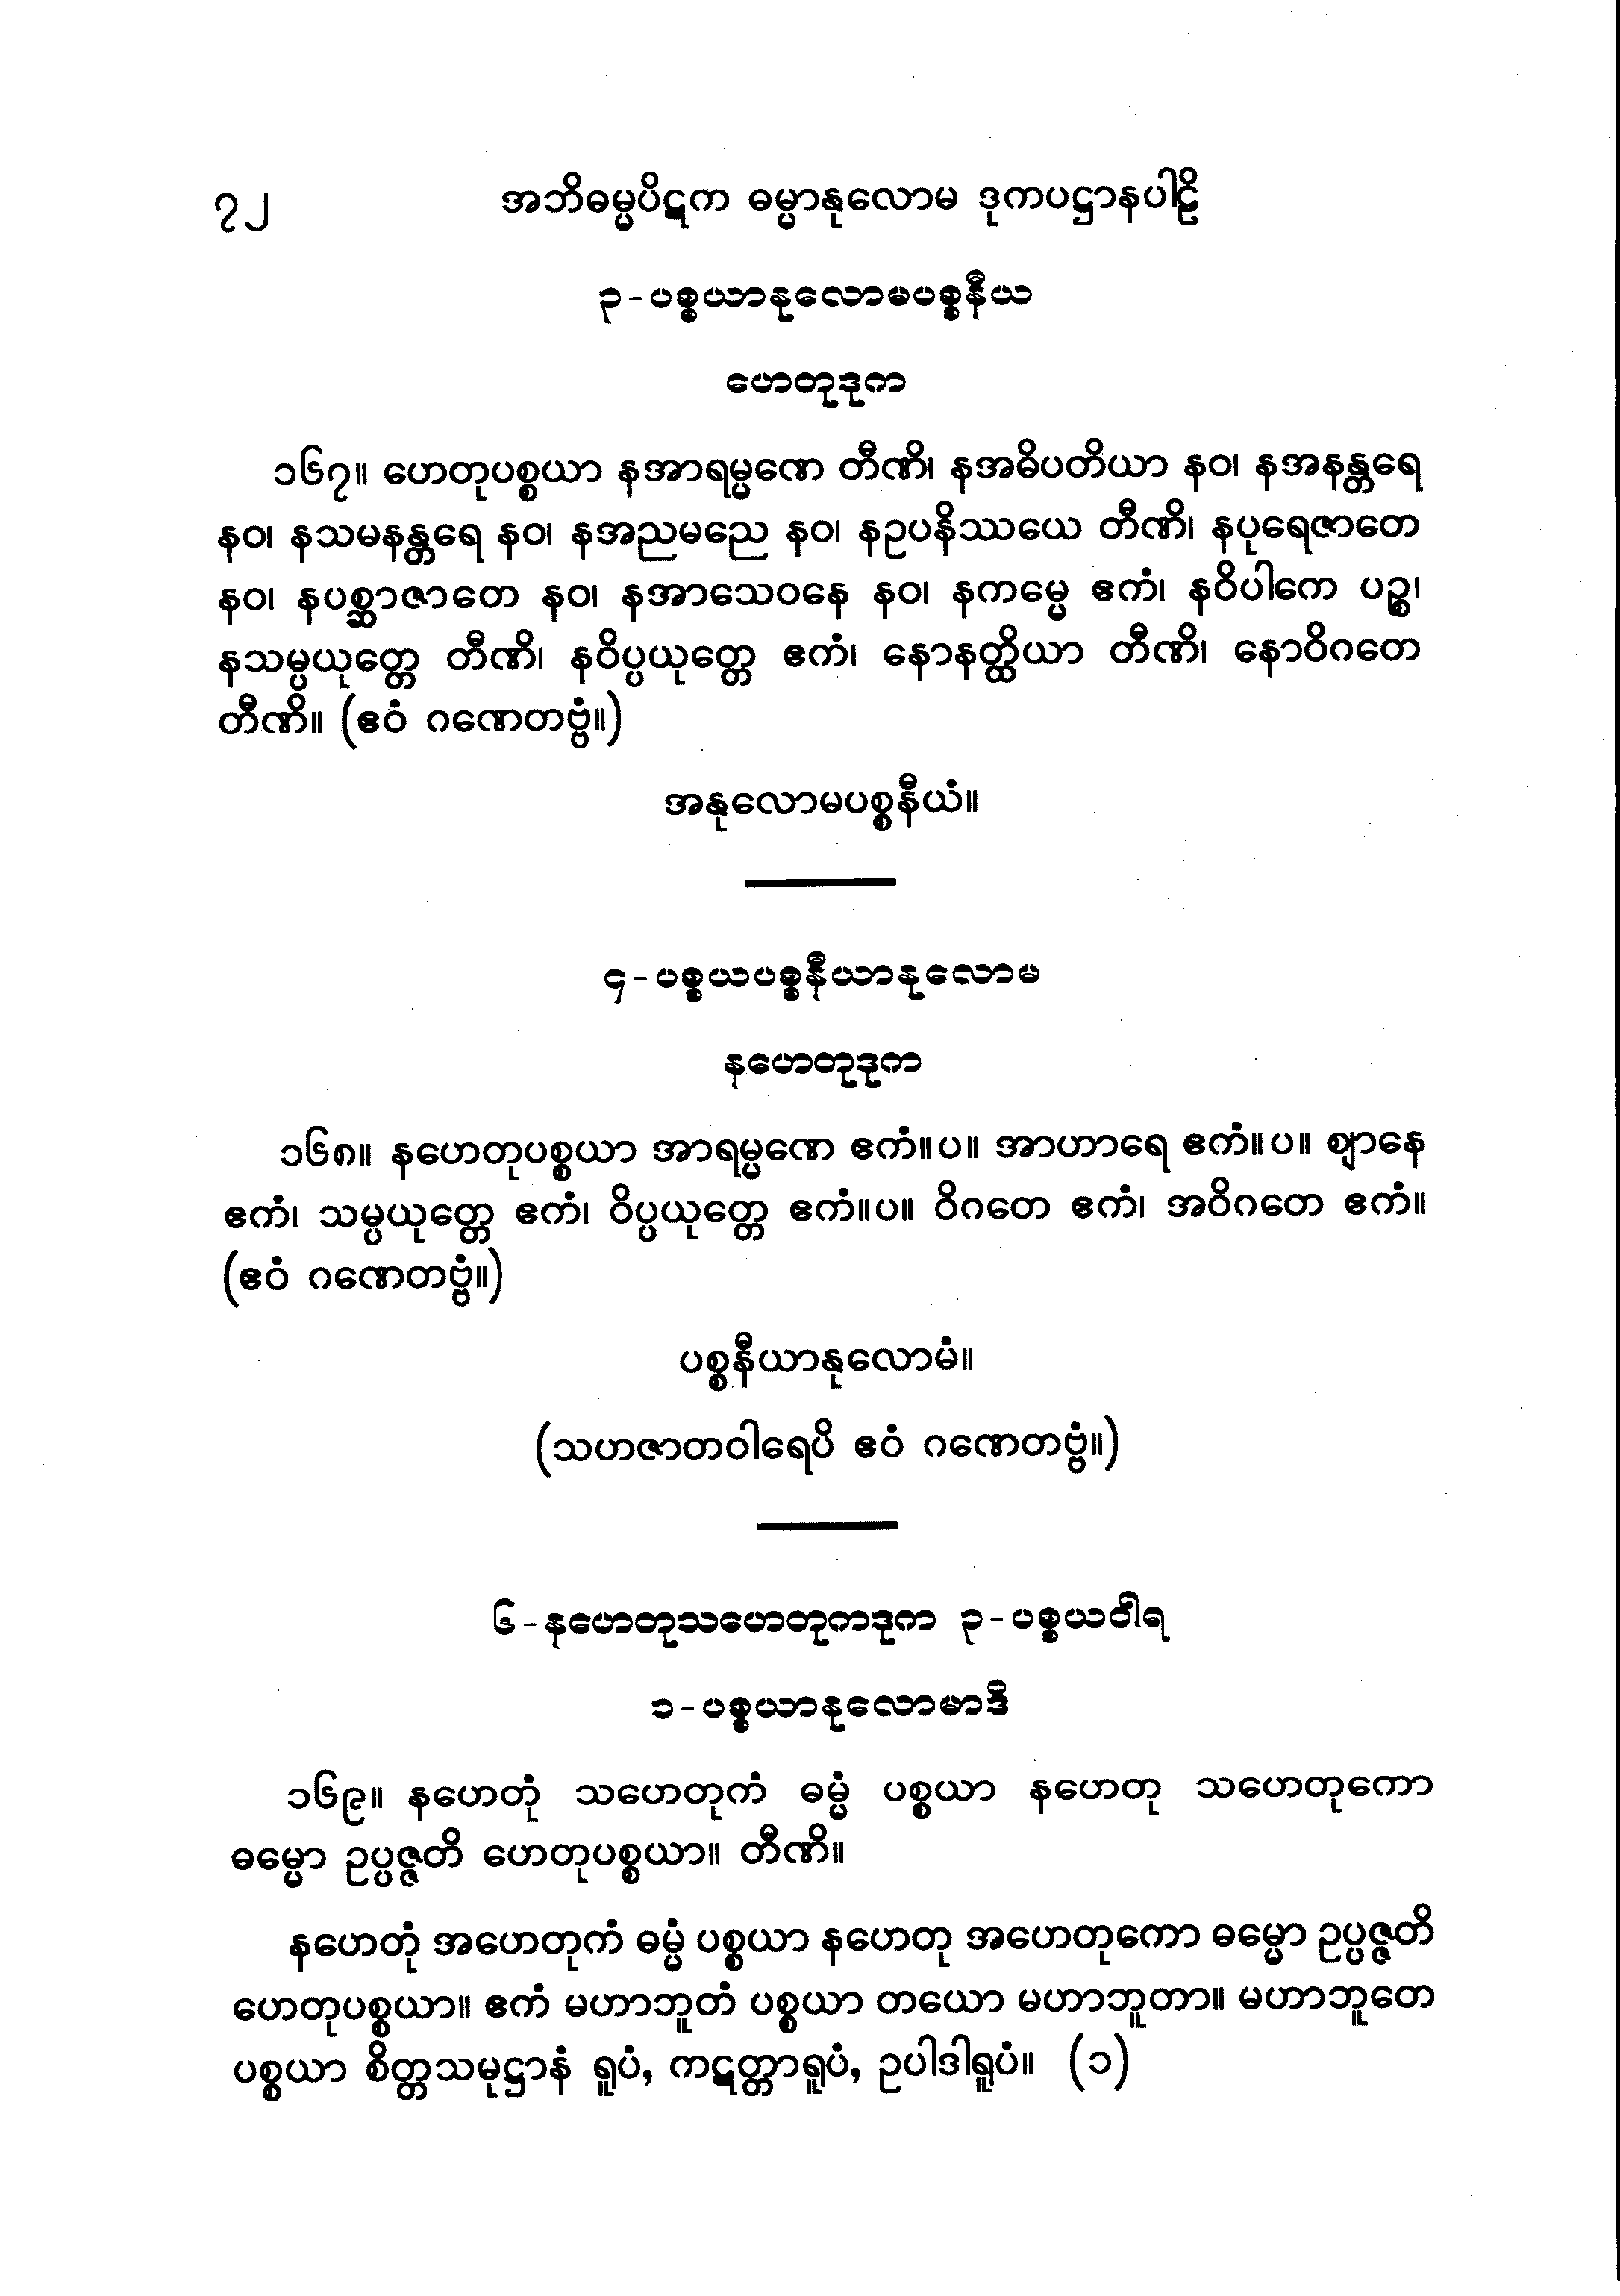 ၇၂ အဘိဓမ္မပိဋက ဓမ္မာနုလောမ ဒုကပဋ္ဌာနပါဠိ
၃-ပစ္စယာနုလောမပစ္စနီယ
ဟေတုဒုက
၁၆၇။ ဟေတုပစ္စယာ နအာရမ္မဏေ တီဏိ၊ နအဓိပတိယာ နဝ၊ နအနန္တရေ
နဝ၊ နသမနန္တရေ နဝ၊ နအညမညေ နဝ၊ နဥပနိဿယေ တီဏိ၊ နပုရေဇာတေ
နဝ၊ နပစ္ဆာဇာတေ နဝ၊ နအာသေဝနေ နဝ၊ နကမ္မေ ဧကံ၊ နဝိပါကေ ပဉ္စ၊
နသမ္ပယုတ္တေ တီဏိ၊ နဝိပ္ပယုတ္တေ ဧကံ၊ နောနတ္ထိယာ တီဏိ၊ နောဝိဂတေ
တီဏိ။ (ဧဝံ ဂဏေတဗ္ဗံ။)
အနုလောမပစ္စနီယံ။
၄-ပစ္စယပစ္စနီယာနုလောမ
နဟေတုဒုက
၁၆၈။ နဟေတုပစ္စယာ အာရမ္မဏေ ဧကံ။ပ။ အာဟာရေ ဧကံ။ပ။ ဈာနေ
ဧကံ၊ သမ္ပယုတ္တေ ဧကံ၊ ဝိပ္ပယုတ္တေ ဧကံ။ပ။ ဝိဂတေ ဧကံ၊ အဝိဂတေ ဧကံ။
(ဧဝံ ဂဏေတဗ္ဗံ။)
ပစ္စနီယာနုလောမံ။
(သဟဇာတဝါရေပိ ဧဝံ ဂဏေတဗ္ဗံ။)
၆-နဟေတုသဟေတုကဒုက ၃-ပစ္စယဝါရ
၁-ပစ္စယာနုလောမာဒိ
၁၆၉။ နဟေတုံ သဟေတုကံ ဓမ္မံ ပစ္စယာ နဟေတု သဟေတုကော
ဓမ္မော ဥပ္ပဇ္ဇတိ ဟေတုပစ္စယာ။ တီဏိ။
နဟေတုံ အဟေတုကံ ဓမ္မံ ပစ္စယာ နဟေတု အဟေတုကော ဓမ္မော ဥပ္ပဇ္ဇတိ
ဟေတုပစ္စယာ။ ဧကံ မဟာဘူတံ ပစ္စယာ တယော မဟာဘူတာ။ မဟာဘူတေ
ပစ္စယာ စိတ္တသမုဋ္ဌာနံ ရူပံ, ကဋတ္တာရူပံ, ဥပါဒါရူပံ။ (၁)